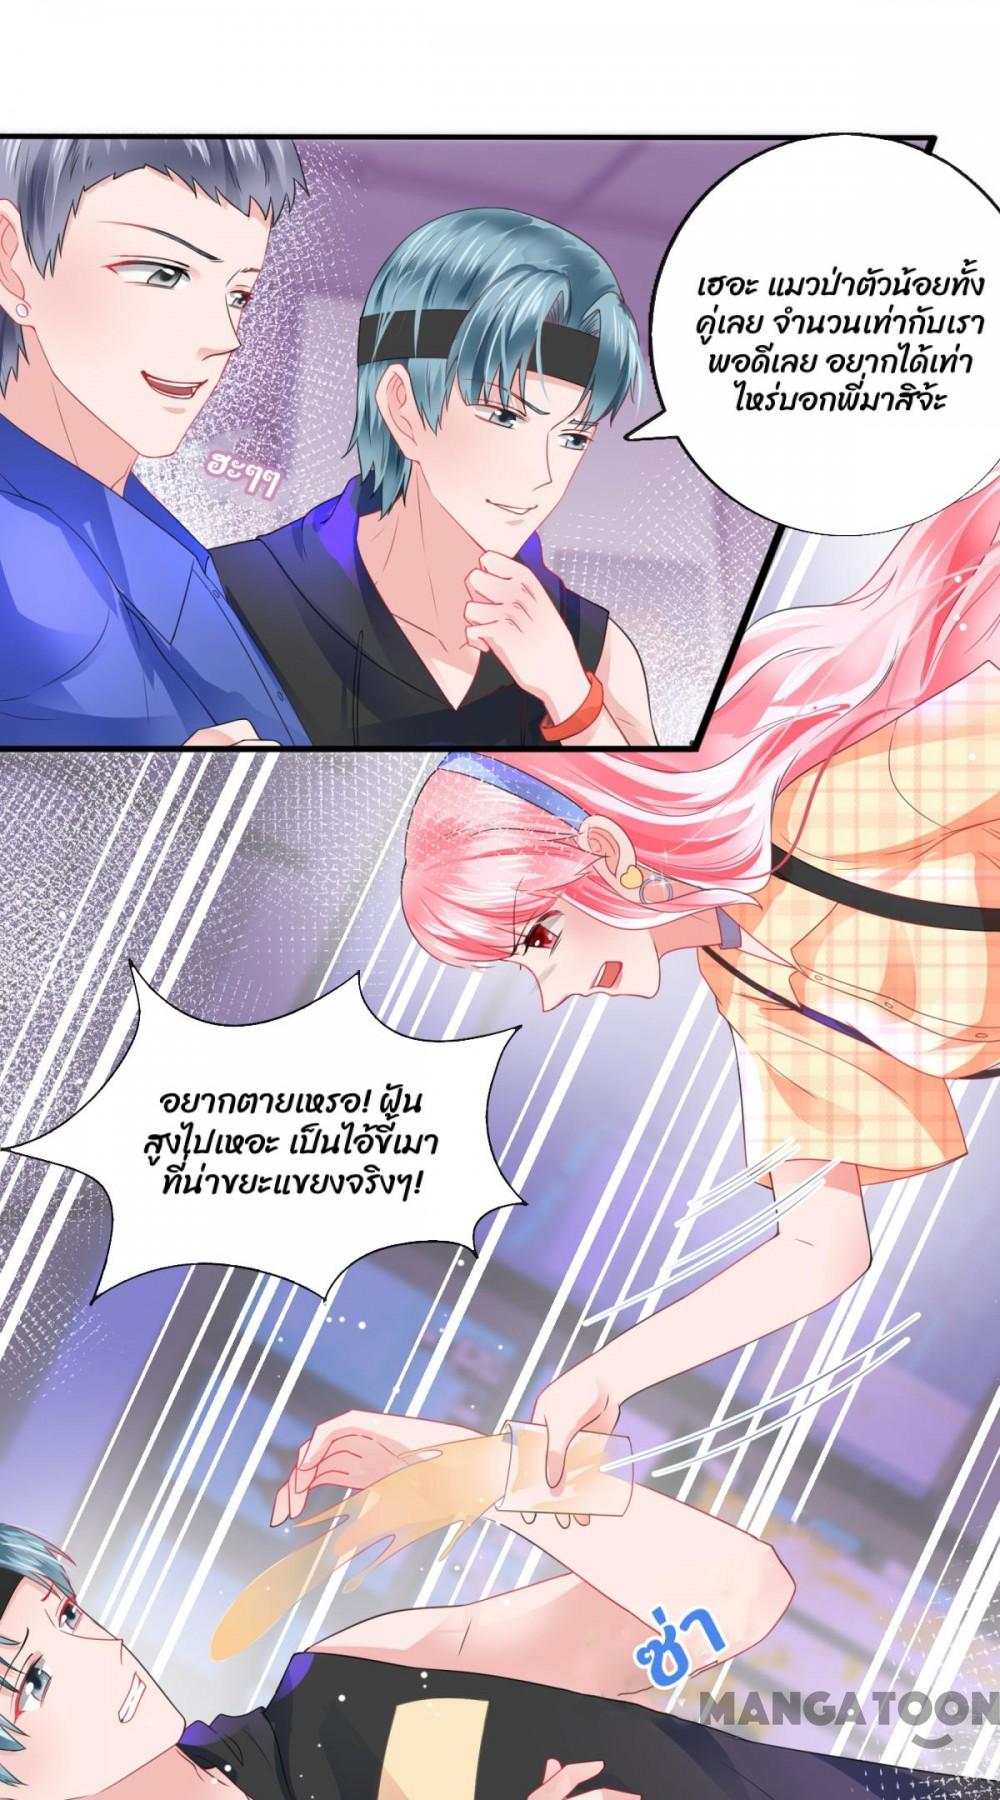 เฮอะ แมวป่าตัวน้อยทั้ง
คู่เลย จำนวนเท่ากับเรา
พอดีเลย อยากได้เท่า
ไหร่บอกพี่มาสิจ้ะ
ฮะๆๆ
อยากตายเหรอ! ฝัน
สูงไปเหอะ เป็นไอ้ขี้เมา
ที่น่าขยะแขยงจริงๆ!
ซ่า
MANGATOON